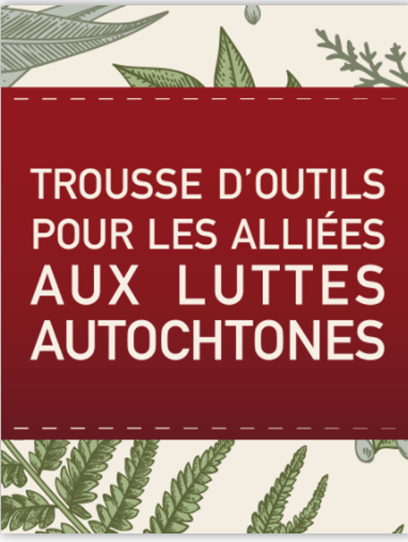 TROUSSE D'OUTILS
POUR LES ALLIÉES
AUX LUTTES
AUTOCHTONES